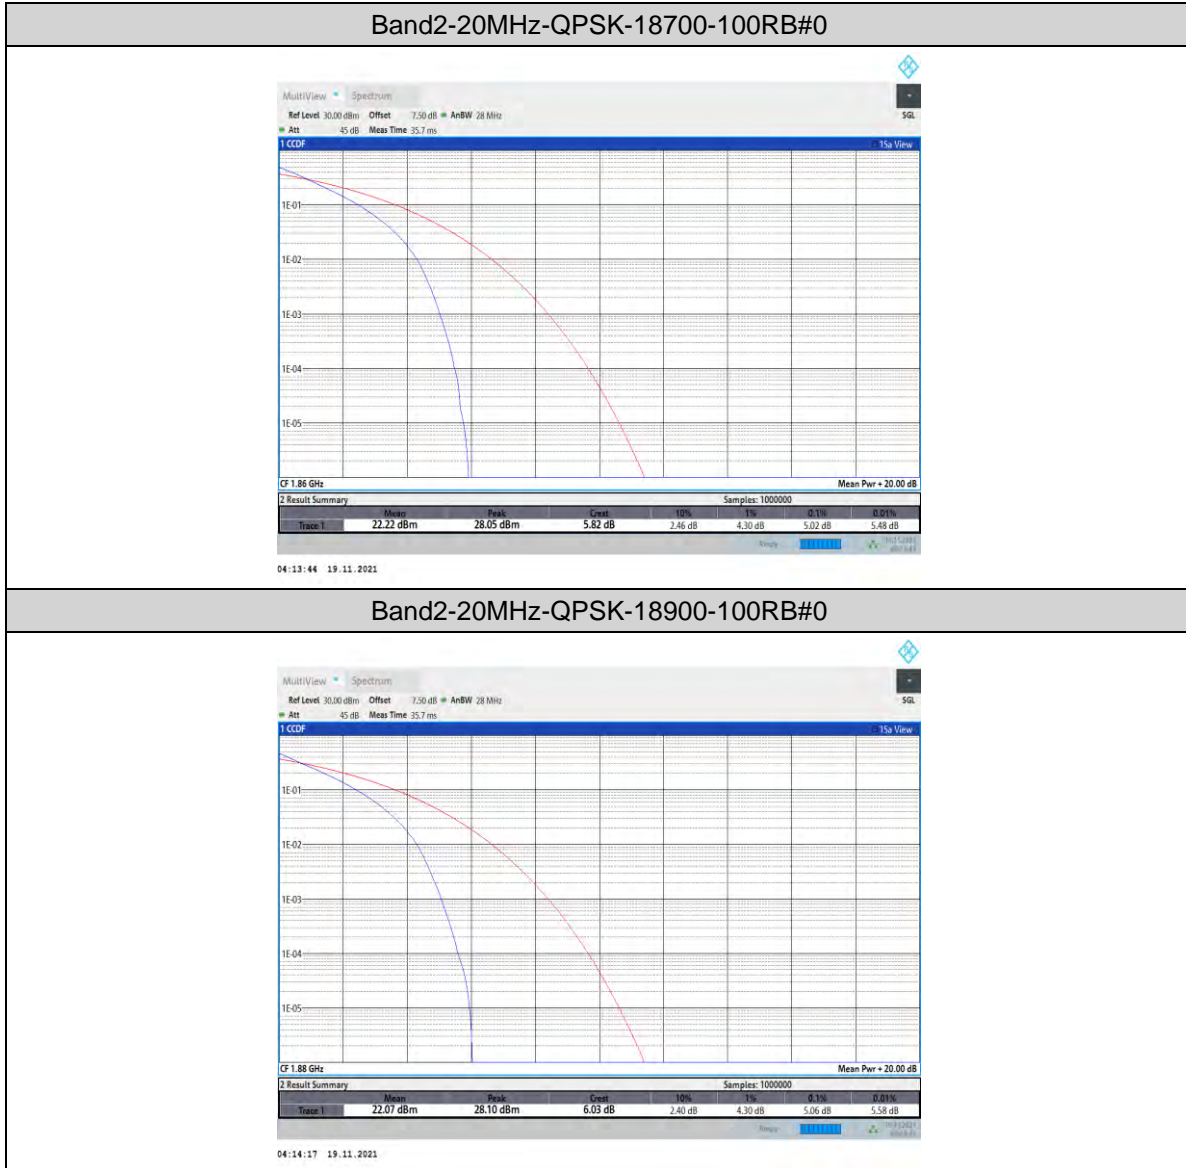 Band2-20MHz-QPSK-18700-100RB#0
MultiView Spectrum
Ref Level 30.00 dBm Offset 7.50 dB AnBW 28 MHz SGL
Att 45 dB Meas Time 35.7 ms
1 CCDF 1Sa View
1E-01
1E-02
1E-03
1E-04
1E-05
CF 1.86 GHz Mean Pwr + 20.00 dB
2 Result Summary Samples: 1000000
Mean Peak Crest 10% 1% 0.1% 0.01%
Trace 1 22.22 dBm 28.05 dBm 5.82 dB 2.46 dB 4.30 dB 5.02 dB 5.48 dB
04:13:44 19.11.2021
Band2-20MHz-QPSK-18900-100RB#0
MultiView Spectrum
Ref Level 30.00 dBm Offset 7.50 dB AnBW 28 MHz SGL
Att 45 dB Meas Time 35.7 ms
1 CCDF 1Sa View
1E-01
1E-02
1E-03
1E-04
1E-05
CF 1.88 GHz Mean Pwr + 20.00 dB
2 Result Summary Samples: 1000000
Mean Peak Crest 10% 1% 0.1% 0.01%
Trace 1 22.07 dBm 28.10 dBm 6.03 dB 2.40 dB 4.30 dB 5.06 dB 5.58 dB
04:14:17 19.11.2021